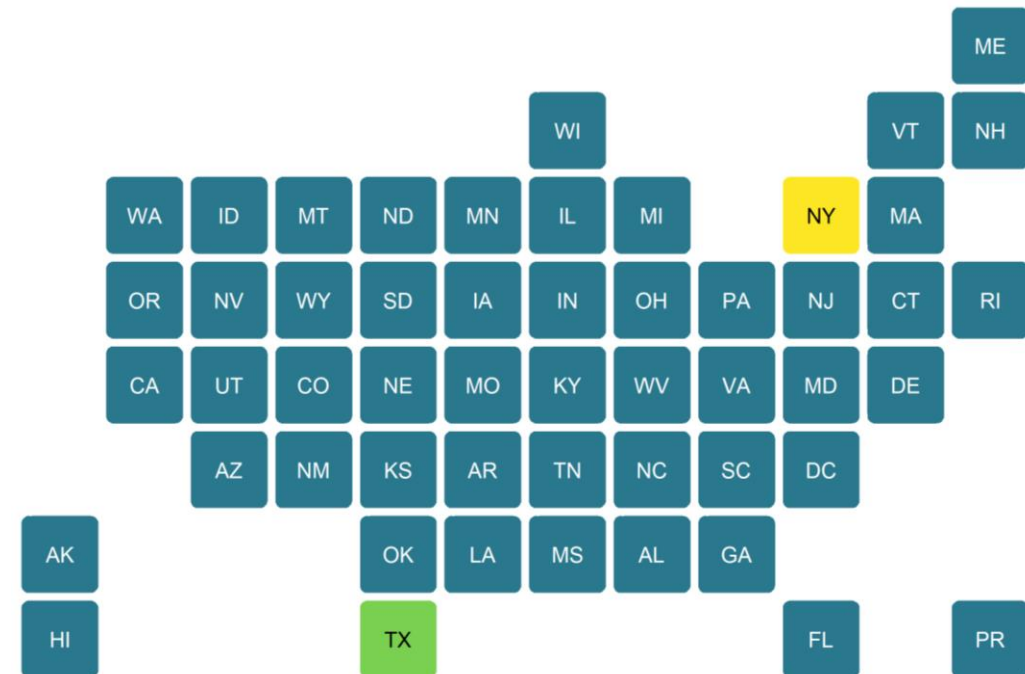 ME
WI VT NH
WA ID MT ND MN IL MI NY MA
OR NV WY SD IA IN OH PA NJ CT RI
CA UT CO NE MO KY WV VA MD DE
AZ NM KS AR TN NC SC DC
AK OK LA MS AL GA
HI TX FL PR